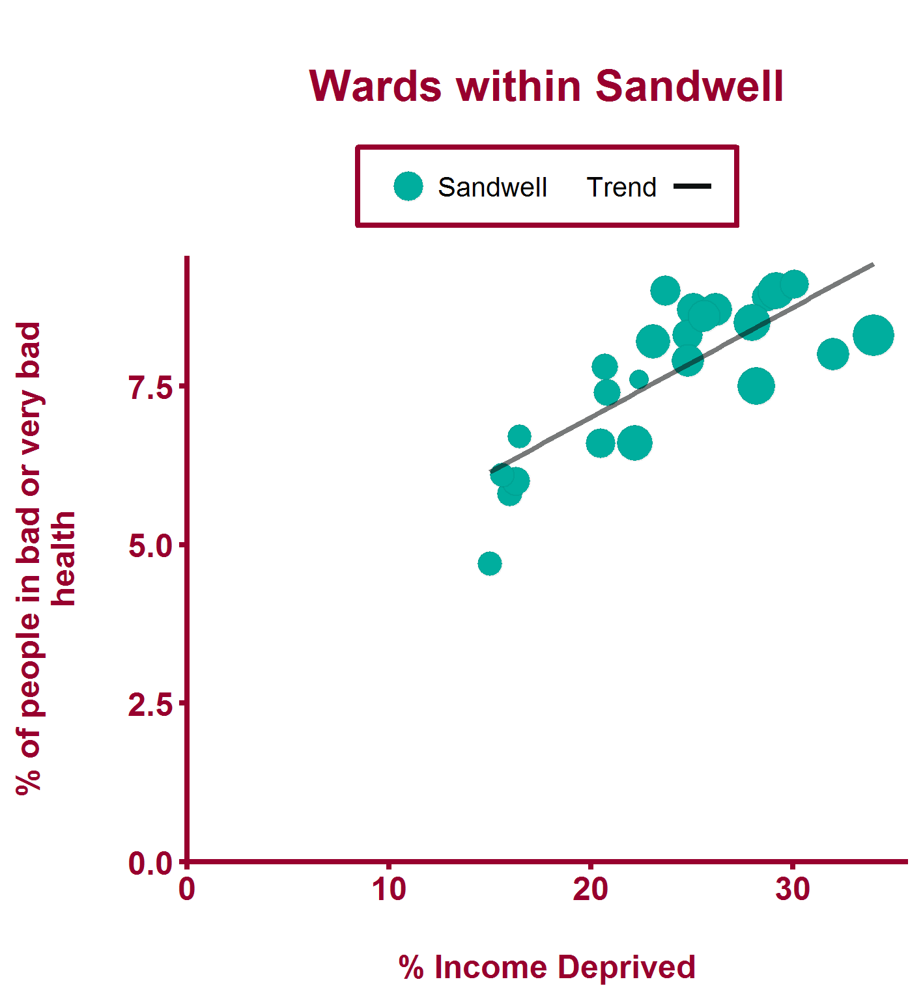 Wards within Sandwell
Sandwell Trend
% of people in bad or very bad
health
7.5
5.0
2.5
0.0
0 10 20 30
% Income Deprived